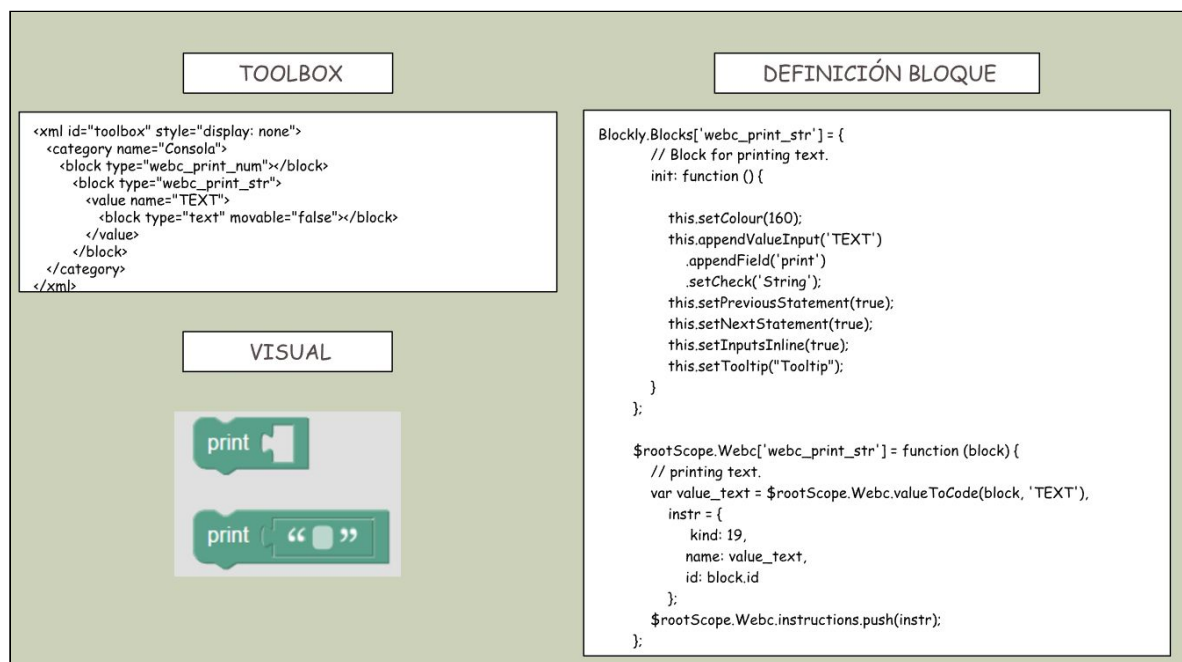 TOOLBOX
<xml id="toolbox" style="display: none">
<category name="Consola">
<block type="webc_print_num"></block>
<block type="webc_print_str">
<value name="TEXT">
<block type="text" movable="false"></block>
</value>
</block>
</category>
</xml>
VISUAL
print
print “ ”
DEFINICIÓN BLOQUE
Blockly.Blocks['webc_print_str'] = {
// Block for printing text.
init: function () {
this.setColour(160);
this.appendValueInput('TEXT')
.appendField('print')
.setCheck('String');
this.setPreviousStatement(true);
this.setNextStatement(true);
this.setInputsInline(true);
this.setTooltip("Tooltip");
}
};
$rootScope.Webc['webc_print_str'] = function (block) {
// printing text.
var value_text = $rootScope.Webc.valueToCode(block, 'TEXT'),
instr = {
kind: 19,
name: value_text,
id: block.id
};
$rootScope.Webc.instructions.push(instr);
};